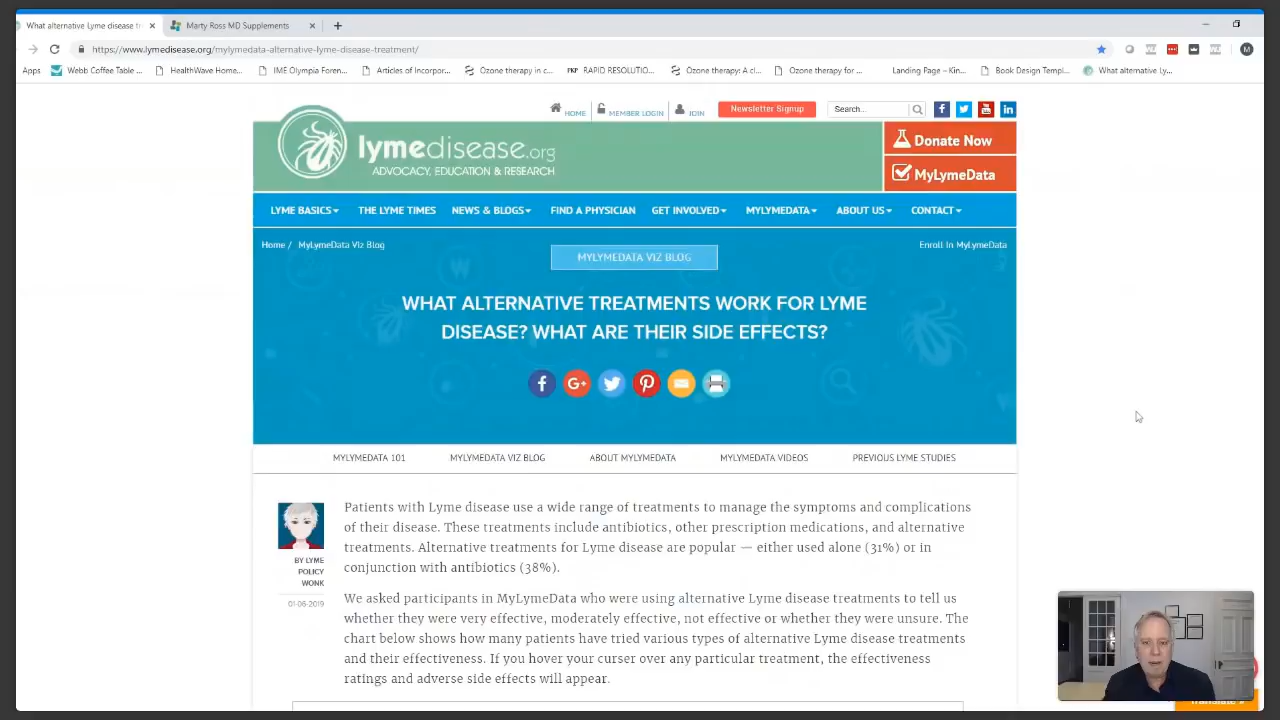 What alternative Lyme disease tr
Marty Ross MD Supplements
https://www.lymedisease.org/mylymedata-alternative-lyme-disease-treatment/
M
Apps
Webb Coffee Table ...
HealthWave Home...
IME Olympia Foren...
Articles of Incorpor...
Ozone therapy in c...
RAPID RESOLUTIO...
Ozone therapy: A cl...
Ozone therapy for ...
Landing Page – Kin...
Book Design Templ...
What alternative Ly...
HOME
MEMBER LOGIN
JOIN
Newsletter Signup
Search...
lymedisease.org
ADVOCACY, EDUCATION & RESEARCH
Donate Now
MyLymeData
LYME BASICS
THE LYME TIMES
NEWS & BLOGS
FIND A PHYSICIAN
GET INVOLVED
MYLYMEDATA
ABOUT US
CONTACT
Home / MyLymeData Viz Blog
MYLYMEDATA VIZ BLOG
Enroll In MyLymeData
WHAT ALTERNATIVE TREATMENTS WORK FOR LYME
DISEASE? WHAT ARE THEIR SIDE EFFECTS?
MYLYMEDATA 101
MYLYMEDATA VIZ BLOG
ABOUT MYLYMEDATA
MYLYMEDATA VIDEOS
PREVIOUS LYME STUDIES
BY LYME
POLICY
WONK
01-06-2019
Patients with Lyme disease use a wide range of treatments to manage the symptoms and complications
of their disease. These treatments include antibiotics, other prescription medications, and alternative
treatments. Alternative treatments for Lyme disease are popular — either used alone (31%) or in
conjunction with antibiotics (38%).
We asked participants in MyLymeData who were using alternative Lyme disease treatments to tell us
whether they were very effective, moderately effective, not effective or whether they were unsure. The
chart below shows how many patients have tried various types of alternative Lyme disease treatments
and their effectiveness. If you hover your curser over any particular treatment, the effectiveness
ratings and adverse side effects will appear.
Translate »